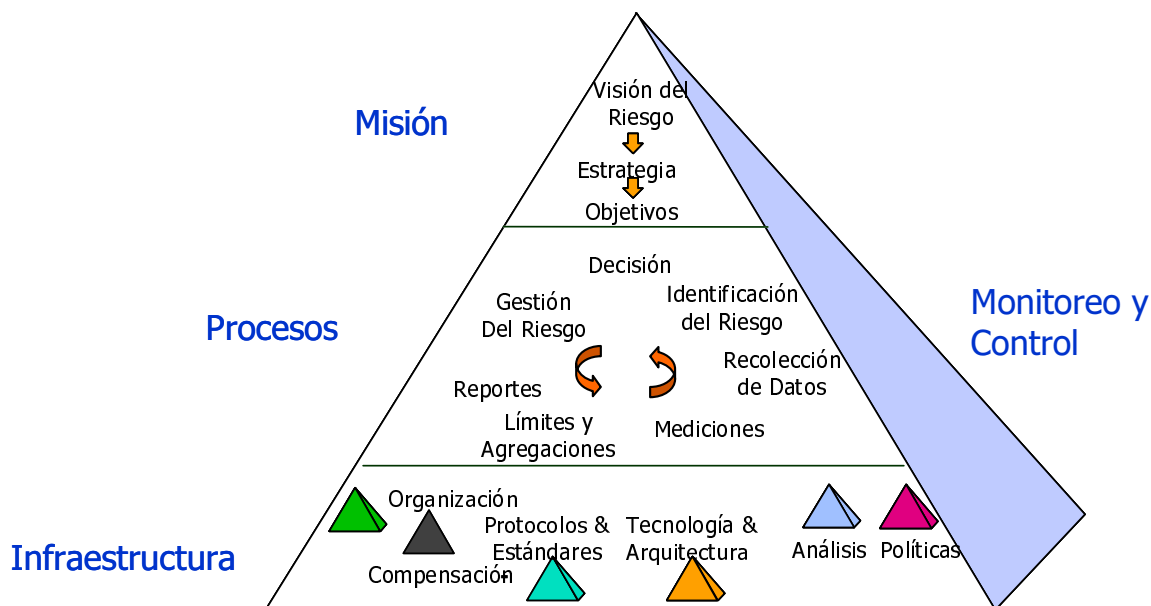 Visión del
Riesgo
Misión
Estrategia
Objetivos
Decisión
Gestión
Del Riesgo
Identificación
del Riesgo
Procesos
Monitoreo y
Control
Recolección
de Datos
Reportes
Límites y
Agregaciones
Mediciones
Organización
Protocolos &
Estándares
Tecnología &
Arquitectura
Análisis
Políticas
Infraestructura
Compensación